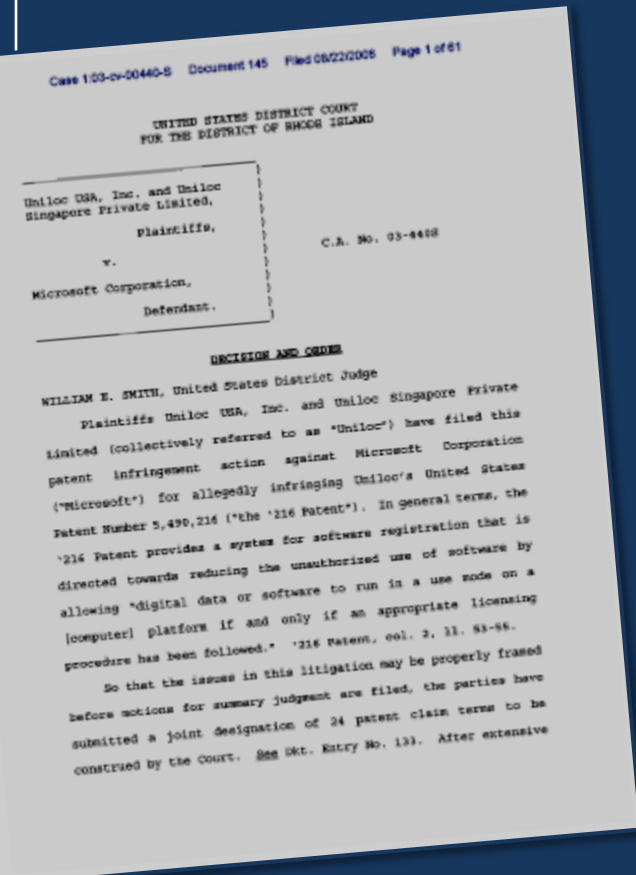 Case 1:03-cv-00440-S Document 145 Filed 08/22/2006 Page 1 of 61
UNITED STATES DISTRICT COURT
FOR THE DISTRICT OF RHODE ISLAND
Uniloc USA, Inc. and Uniloc
Singapore Private Limited,
Plaintiffs,
v.
C.A. No. 03-440S
Microsoft Corporation,
Defendant.
DECISION AND ORDER
WILLIAM E. SMITH, United States District Judge
Plaintiffs Uniloc USA, Inc. and Uniloc Singapore Private
Limited (collectively referred to as "Uniloc") have filed this
patent infringement action against Microsoft Corporation
("Microsoft") for allegedly infringing Uniloc's United States
Patent Number 5,490,216 ("the '216 Patent"). In general terms, the
'216 Patent provides a system for software registration that is
directed towards reducing the unauthorized use of software by
allowing "digital data or software to run in a use mode on a
[computer] platform if and only if an appropriate licensing
procedure has been followed." '216 Patent, col. 2, ll. 53-55.
So that the issues in this litigation may be properly framed
before motions for summary judgment are filed, the parties have
submitted a joint designation of 24 patent claim terms to be
construed by the Court. See Dkt. Entry No. 133. After extensive